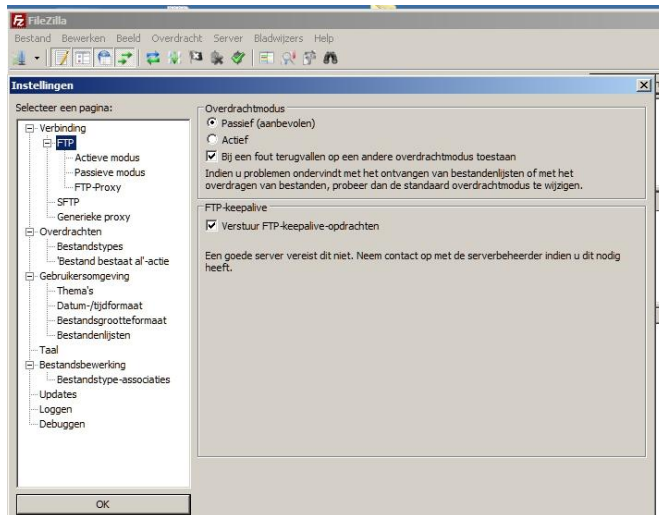 FileZilla
Bestand Bewerken Beeld Overdracht Server Bladwijzers Help
Instellingen
Selecteer een pagina:
Verbinding
FTP
Actieve modus
Passieve modus
FTP-Proxy
SFTP
Generieke proxy
Overdrachten
Bestandstypes
'Bestand bestaat al'-actie
Gebruikersomgeving
Thema's
Datum-/tijdformaat
Bestandsgrootteformaat
Bestandenlijsten
Taal
Bestandsbewerking
Bestandstype-associaties
Updates
Loggen
Debuggen
OK
Overdrachtmodus
Passief (aanbevolen)
Actief
Bij een fout terugvallen op een andere overdrachtmodus toestaan
Indien u problemen ondervindt met het ontvangen van bestandenlijsten of met het
overdragen van bestanden, probeer dan de standaard overdrachtmodus te wijzigen.
FTP-keepalive
Verstuur FTP-keepalive-opdrachten
Een goede server vereist dit niet. Neem contact op met de serverbeheerder indien u dit nodig
heeft.